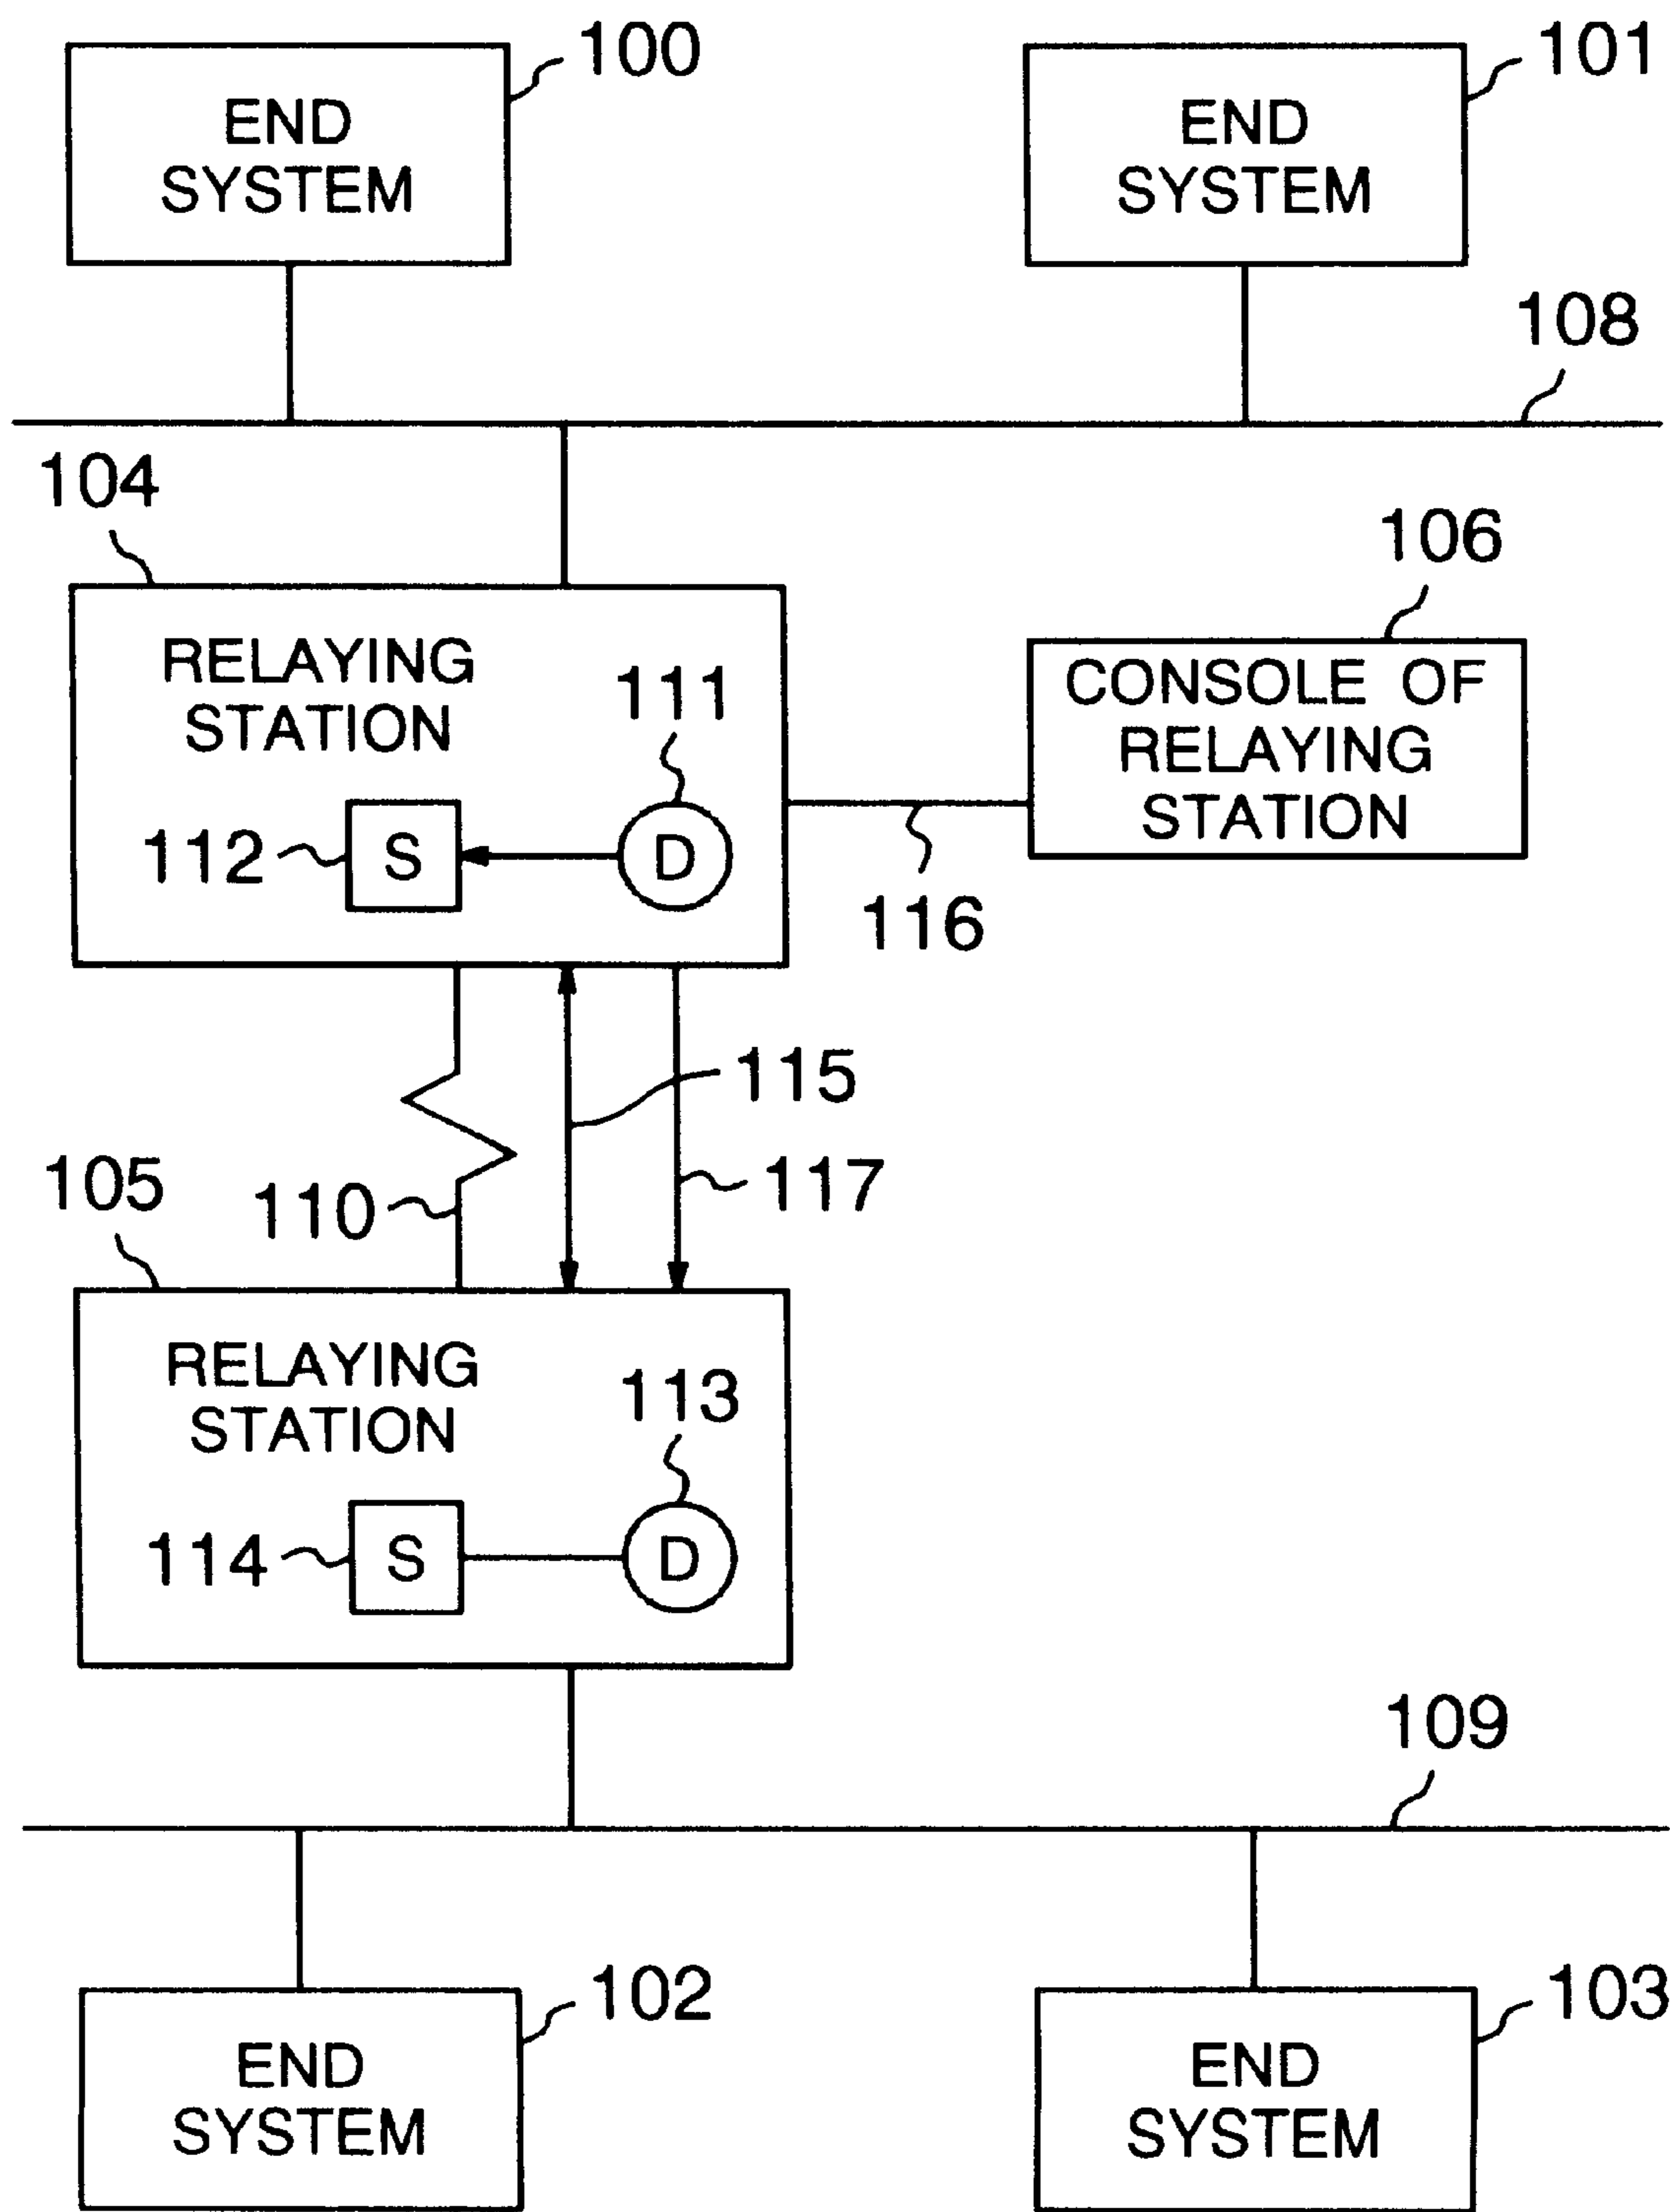 100
101
END
SYSTEM
END
SYSTEM
108
104
106
RELAYING
STATION
111
CONSOLE OF
RELAYING
STATION
112
S
D
116
115
117
105
110
RELAYING
STATION
113
114
S
D
109
102
103
END
SYSTEM
END
SYSTEM